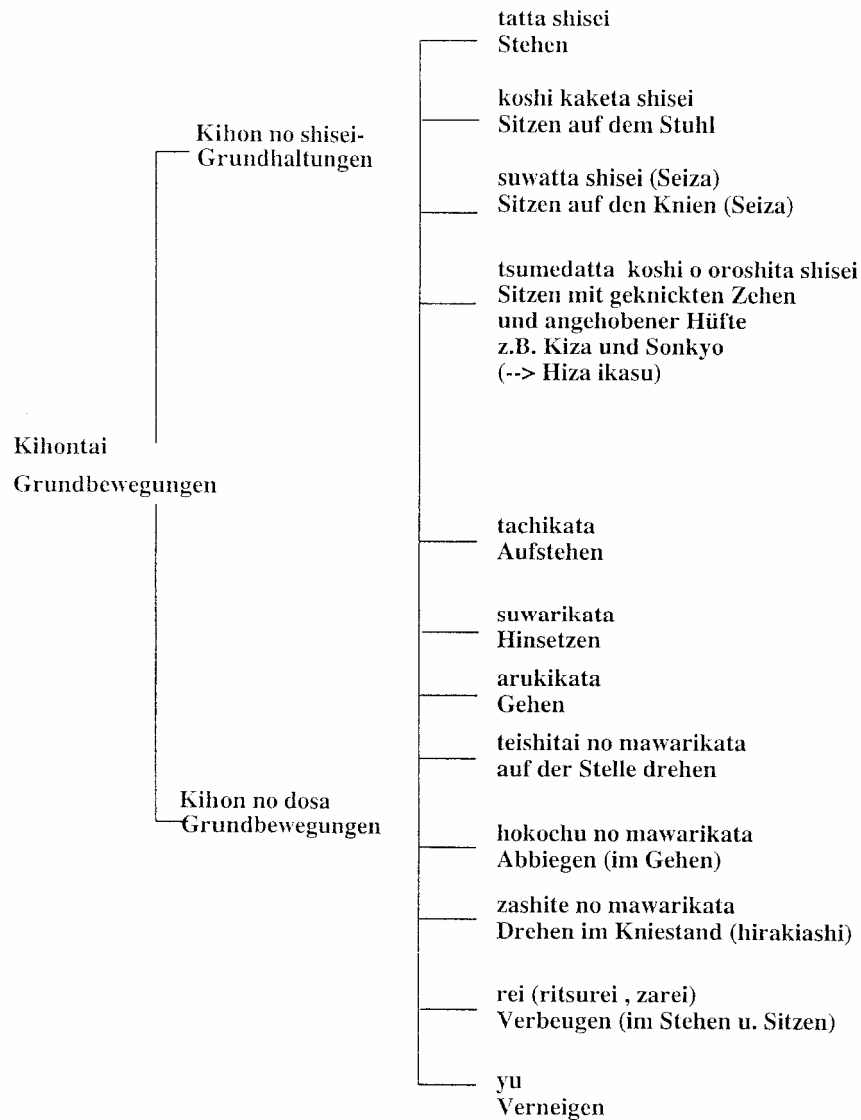 tatta shisei
Stehen
koshi kaketa shisei
Sitzen auf dem Stuhl
Kihon no shisei-
Grundhaltungen
suwatta shisei (Seiza)
Sitzen auf den Knien (Seiza)
tsumedatta koshi o oroshita shisei
Sitzen mit geknickten Zehen
und angehobener Hüfte
z.B. Kiza und Sonkyo
(--> Hiza ikasu)
Kihontai
Grundbewegungen
tachikata
Aufstehen
suwarikata
Hinsetzen
arukikata
Gehen
teishitai no mawarikata
auf der Stelle drehen
Kihon no dosa
Grundbewegungen
hokochu no mawarikata
Abbiegen (im Gehen)
zashite no mawarikata
Drehen im Kniestand (hirakiashi)
rei (ritsurei , zarei)
Verbeugen (im Stehen u. Sitzen)
yu
Verneigen